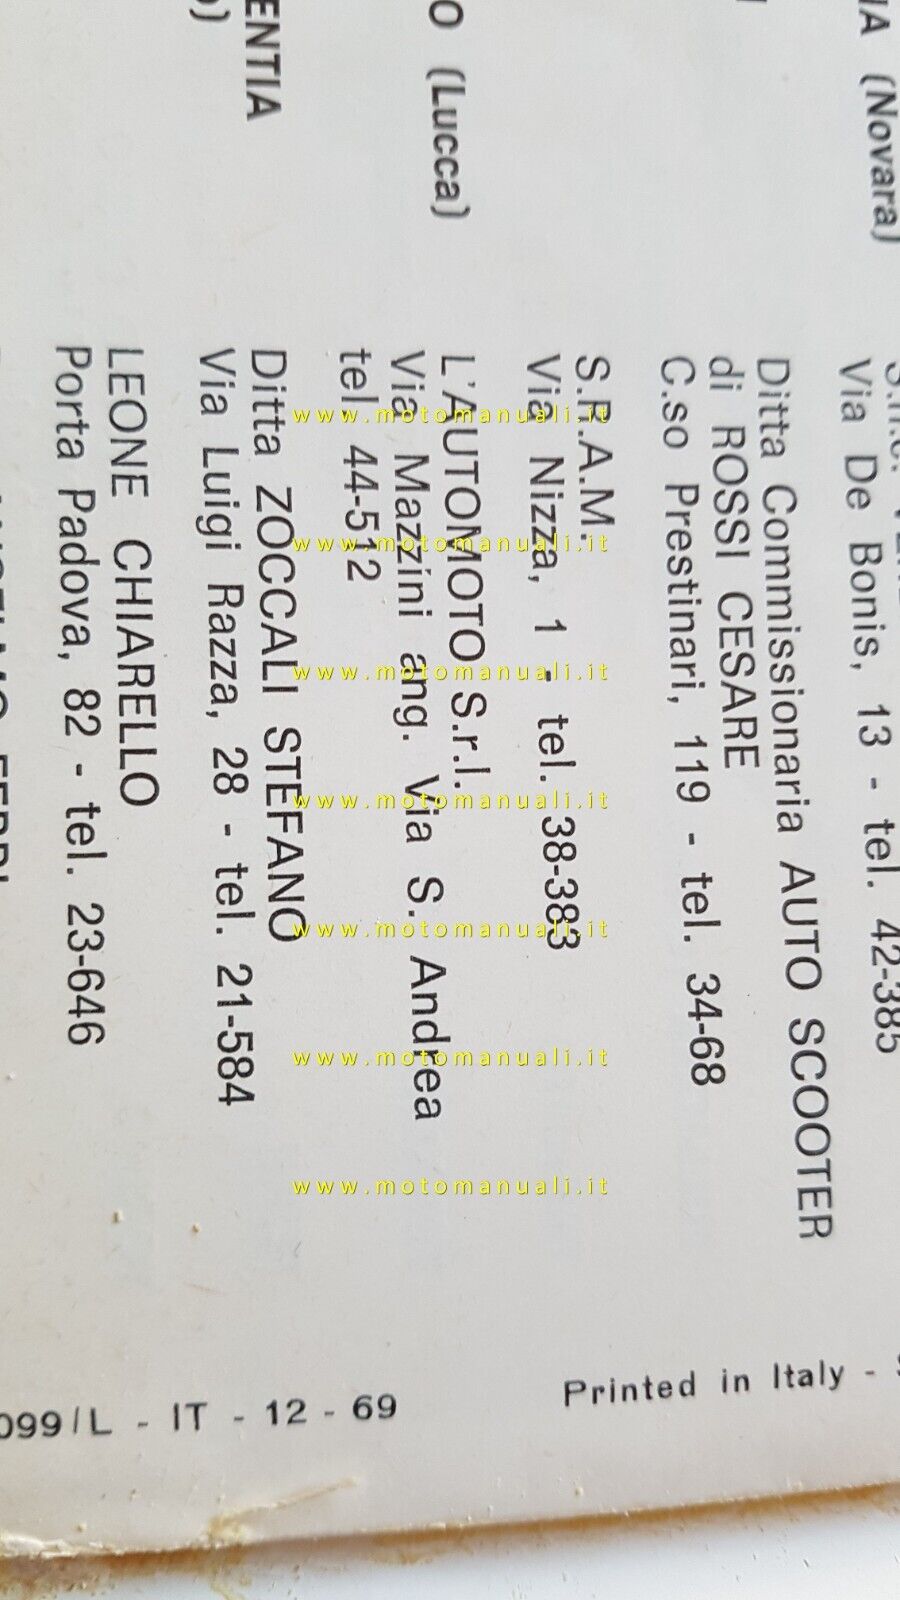 IA (Novara)
Via De Bonis, 13 - tel. 42-385
Ditta Commissionaria AUTO SCOOTER
di ROSSI CESARE
C.so Prestinari, 119 - tel. 34-68
S.R.A.M.
Via Nizza, 1 - tel. 38-383
O (Lucca)
L'AUTOMOTO S.r.l.
Via Mazzini ang. Via S. Andrea
tel. 44-512
ENTIA
Ditta ZOCCALI STEFANO
Via Luigi Razza, 28 - tel. 21-584
LEONE CHIARELLO
Porta Padova, 82 - tel. 23-646
099/L - IT - 12 - 69
Printed in Italy -
www.motomanuali.it
www.motomanuali.it
www.motomanuali.it
www.motomanuali.it
www.motomanuali.it
www.motomanuali.it
www.motomanuali.it